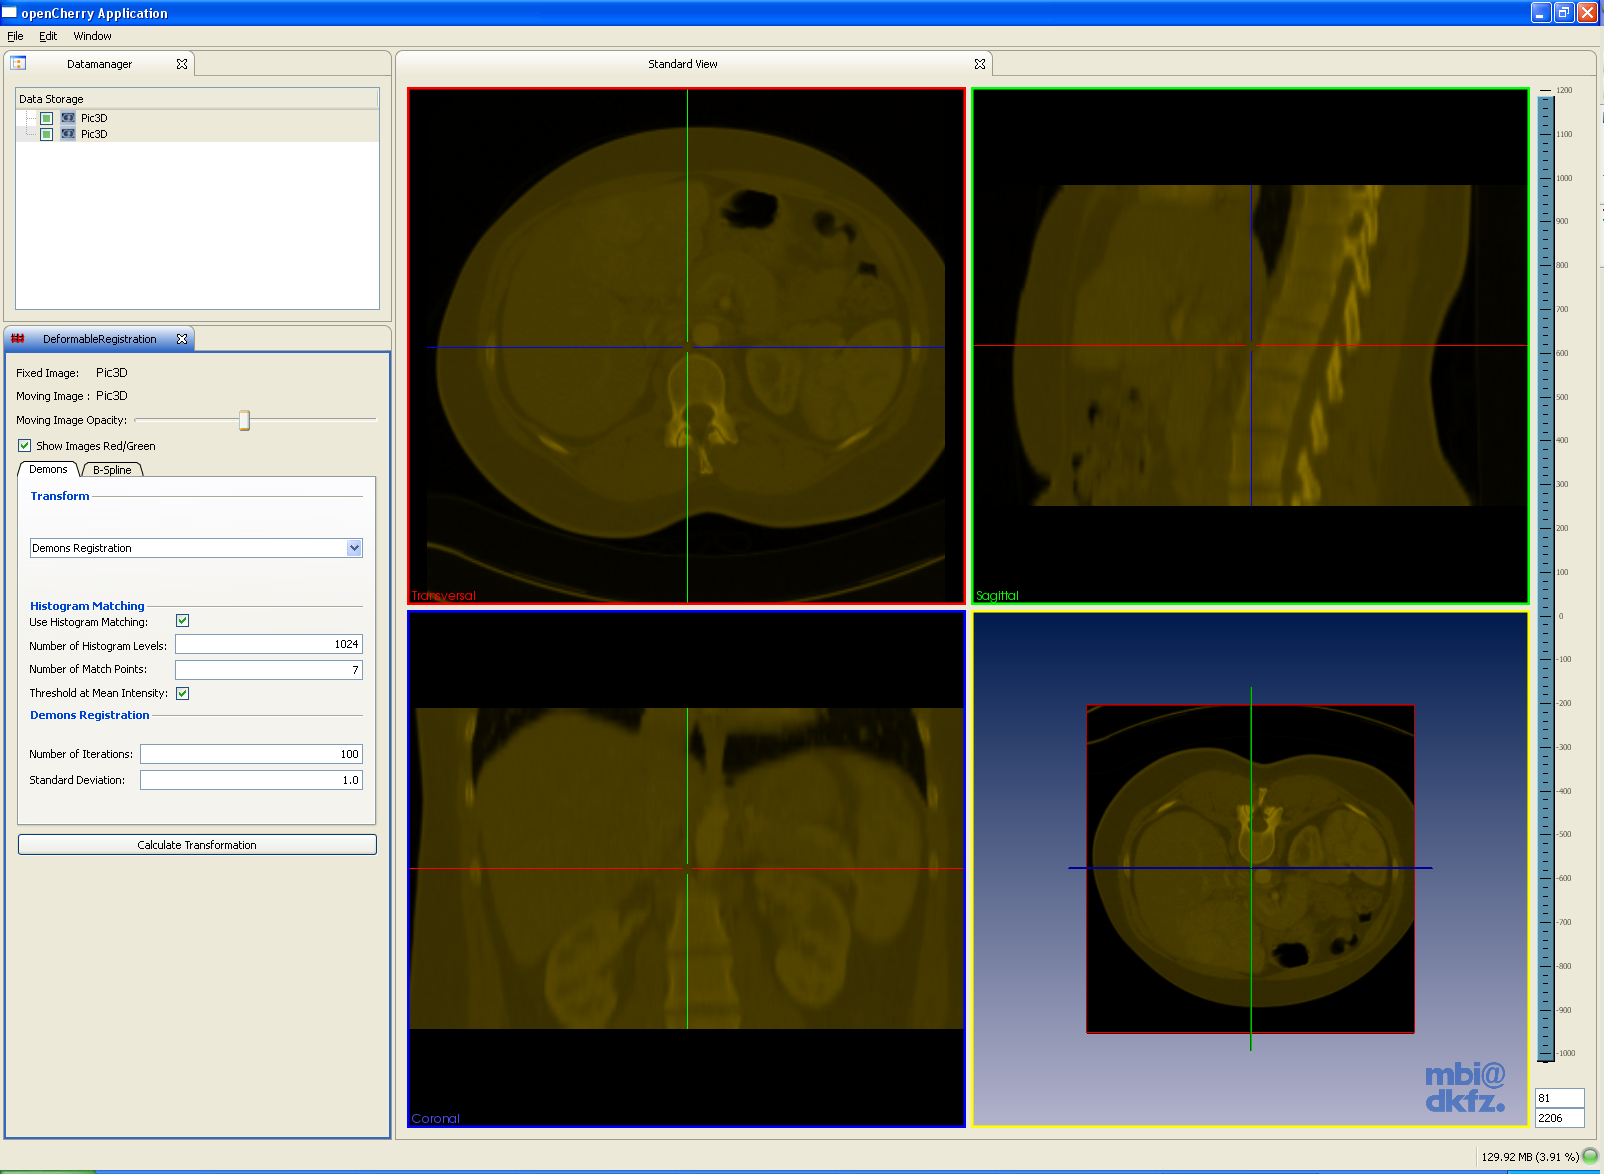 openCherry Application
File Edit Window
Datamanager
Standard View
Data Storage
Pic3D
Pic3D
DeformableRegistration
Fixed Image: Pic3D
Moving Image : Pic3D
Moving Image Opacity:
Show Images Red/Green
Demons B-Spline
Transform
Demons Registration
Histogram Matching
Use Histogram Matching:
Number of Histogram Levels: 1024
Number of Match Points: 7
Threshold at Mean Intensity:
Demons Registration
Number of Iterations: 100
Standard Deviation: 1.0
Calculate Transformation
Transversal
Sagittal
Coronal
mbi@
dkfz.
1200
1100
1000
900
800
700
600
500
400
300
200
100
0
-100
-200
-300
-400
-500
-600
-700
-800
-900
-1000
81
2206
129.92 MB (3.91 %)